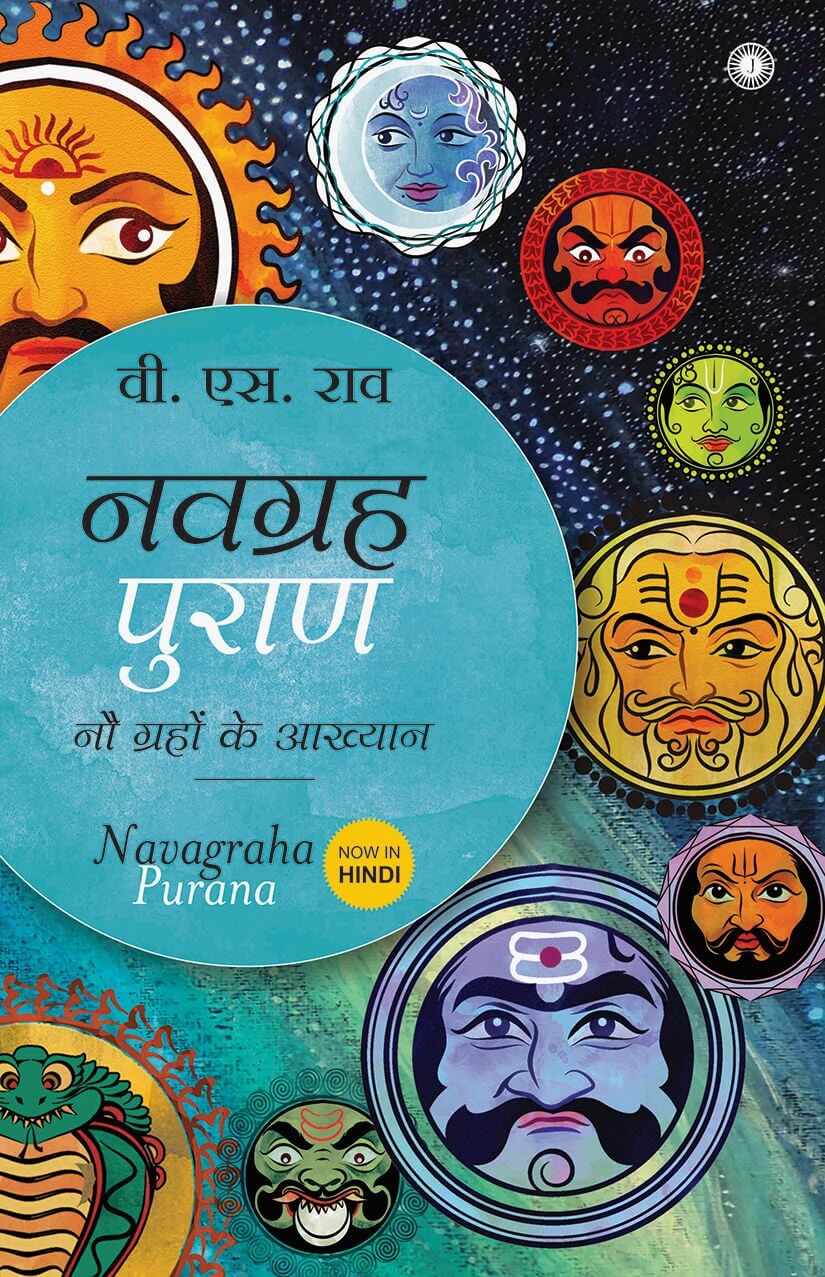 J
वी. एस. राव
नवग्रह
पुराण
नौ ग्रहों के आख्यान
Navagraha
Purana
NOW IN
HINDI